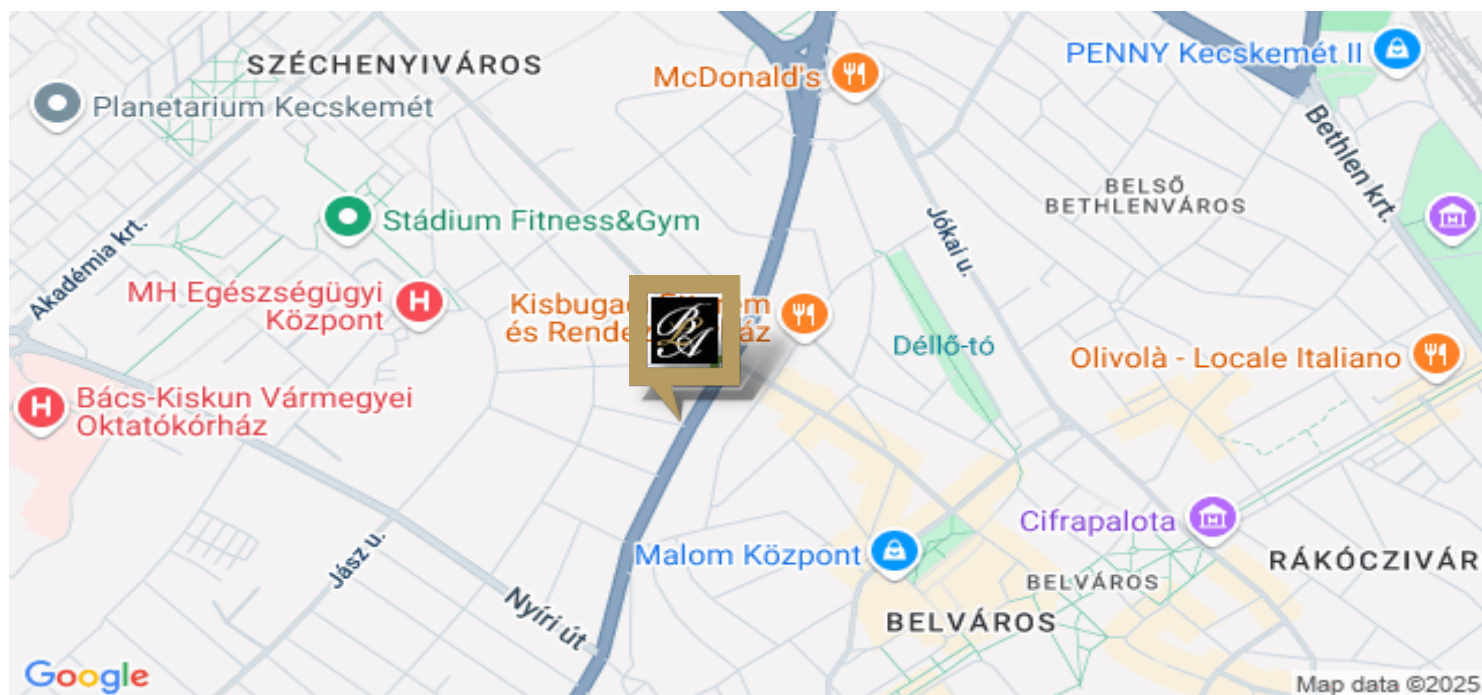 SZÉCHENYIVÁROS
Planetarium Kecskemét
McDonald's
PENNY Kecskemét II
Bethlen krt.
BELSŐ
BETHLENVÁROS
Stádium Fitness&Gym
Jókai u.
Akadémia krt.
MH Egészségügyi
Központ
Kisbuga
és Rende
ház
BA
Déllő-tó
Olivolà - Locale Italiano
Bács-Kiskun Vármegyei
Oktatókórház
Cifrapalota
Malom Központ
Jász u.
Nyíri út
BELVÁROS
RÁKÓCZIVÁR
BELVÁROS
Google
Map data ©2025